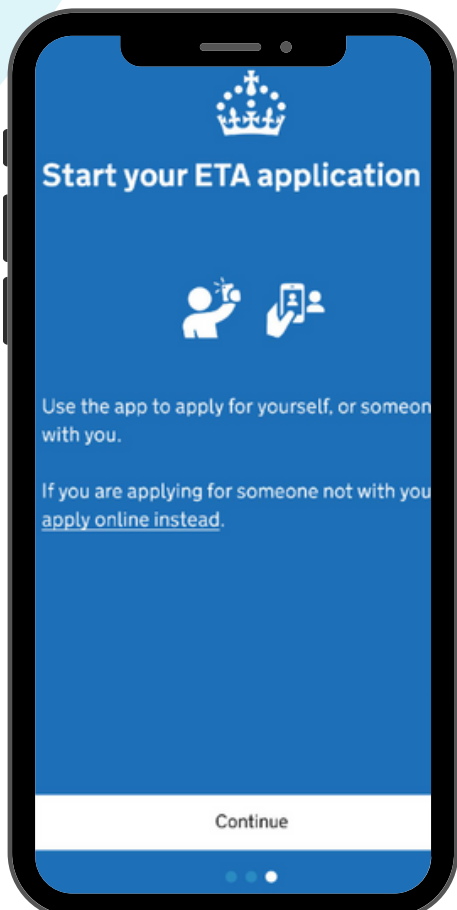 Start your ETA application
Use the app to apply for yourself, or someon
with you.
If you are applying for someone not with you
apply online instead.
Continue